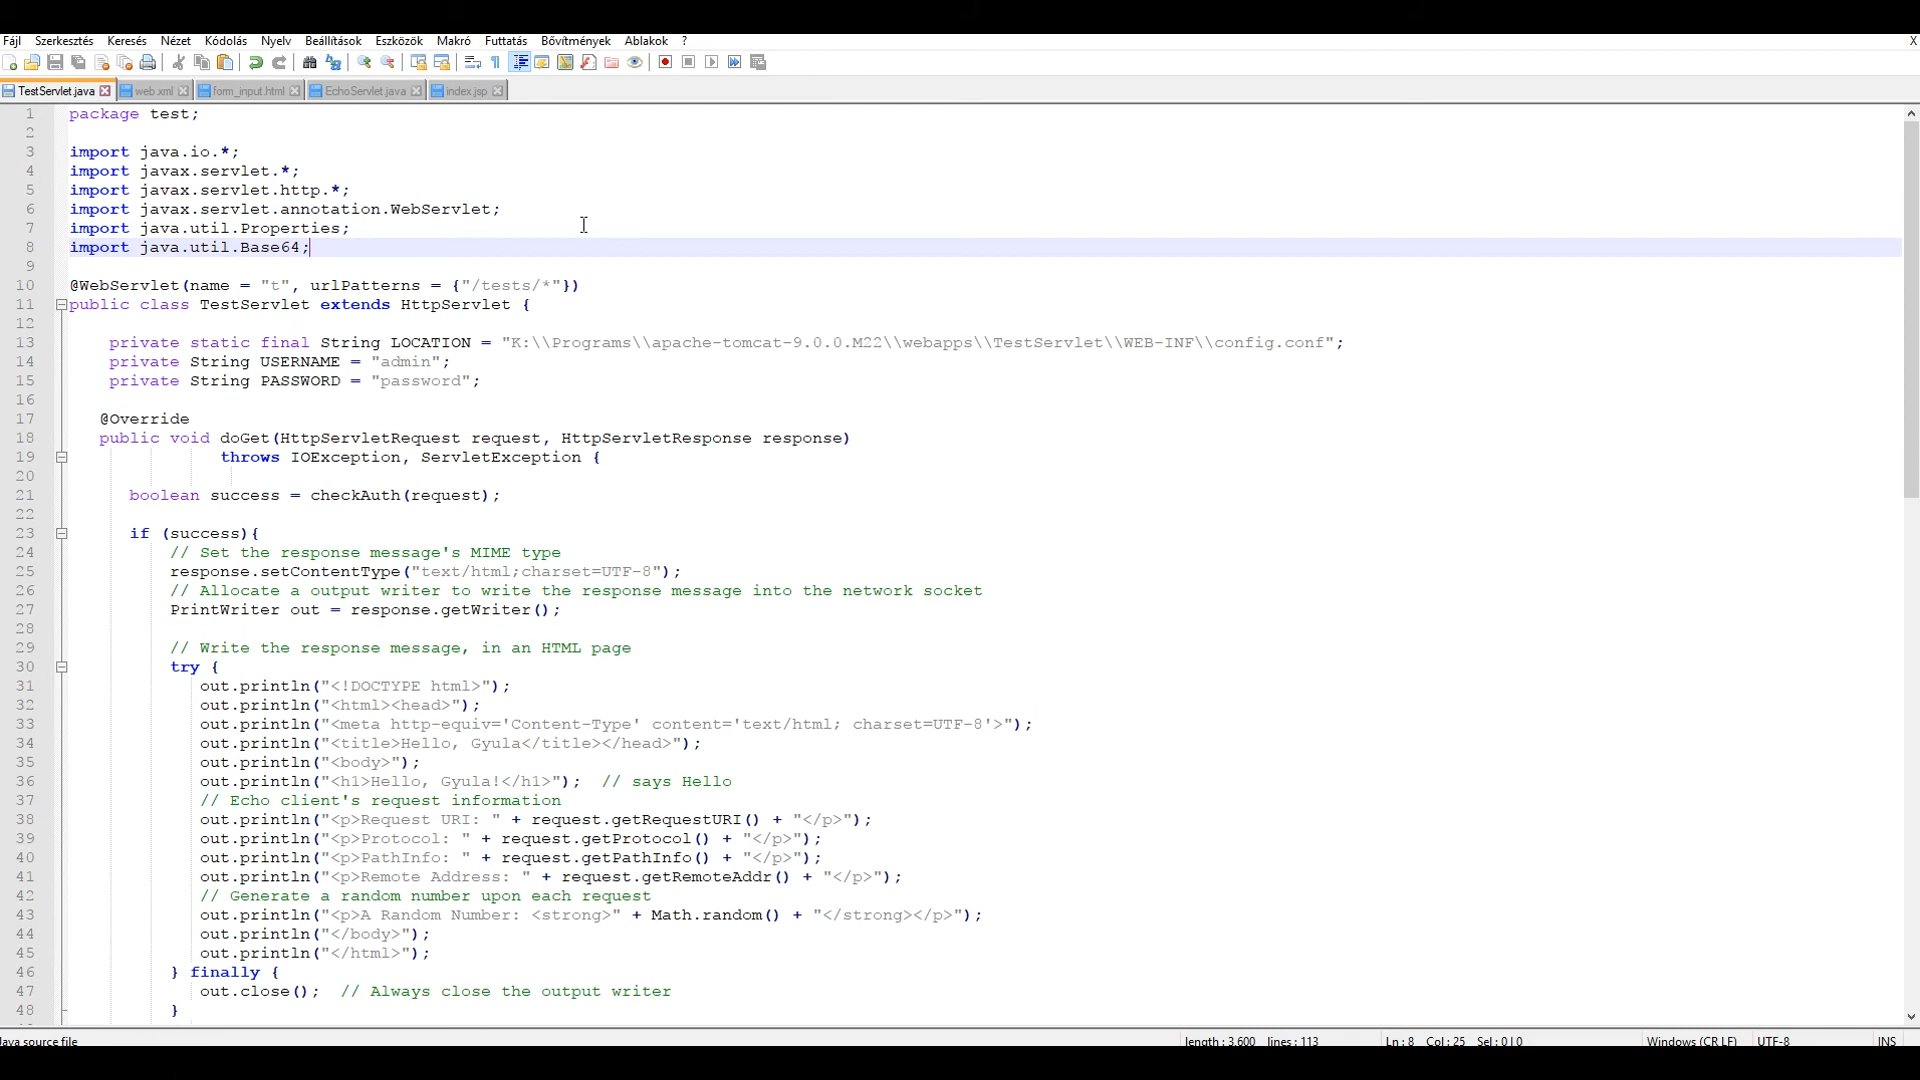 Fájl Szerkesztés Keresés Nézet Kódolás Nyelv Beállítások Eszközök Makró Futtatás Bővítmények Ablakok ? X
TestServlet.java web.xml form_input.html EchoServlet.java index.jsp
1 package test;
2
3 import java.io.*;
4 import javax.servlet.*;
5 import javax.servlet.http.*;
6 import javax.servlet.annotation.WebServlet;
7 import java.util.Properties;
8 import java.util.Base64;
9
10 @WebServlet(name = "t", urlPatterns = {"/tests/*"})
11 public class TestServlet extends HttpServlet {
12
13 private static final String LOCATION = "K:\\Programs\\apache-tomcat-9.0.0.M22\\webapps\\TestServlet\\WEB-INF\\config.conf";
14 private String USERNAME = "admin";
15 private String PASSWORD = "password";
16
17 @Override
18 public void doGet(HttpServletRequest request, HttpServletResponse response)
19 throws IOException, ServletException {
20
21 boolean success = checkAuth(request);
22
23 if (success){
24 // Set the response message's MIME type
25 response.setContentType("text/html;charset=UTF-8");
26 // Allocate a output writer to write the response message into the network socket
27 PrintWriter out = response.getWriter();
28
29 // Write the response message, in an HTML page
30 try {
31 out.println("<!DOCTYPE html>");
32 out.println("<html><head>");
33 out.println("<meta http-equiv='Content-Type' content='text/html; charset=UTF-8'>");
34 out.println("<title>Hello, Gyula</title></head>");
35 out.println("<body>");
36 out.println("<h1>Hello, Gyula!</h1>"); // says Hello
37 // Echo client's request information
38 out.println("<p>Request URI: " + request.getRequestURI() + "</p>");
39 out.println("<p>Protocol: " + request.getProtocol() + "</p>");
40 out.println("<p>PathInfo: " + request.getPathInfo() + "</p>");
41 out.println("<p>Remote Address: " + request.getRemoteAddr() + "</p>");
42 // Generate a random number upon each request
43 out.println("<p>A Random Number: <strong>" + Math.random() + "</strong></p>");
44 out.println("</body>");
45 out.println("</html>");
46 } finally {
47 out.close(); // Always close the output writer
48 }
Java source file length : 3,600 lines : 113 Ln : 8 Col : 25 Sel : 0 | 0 Windows (CR LF) UTF-8 INS